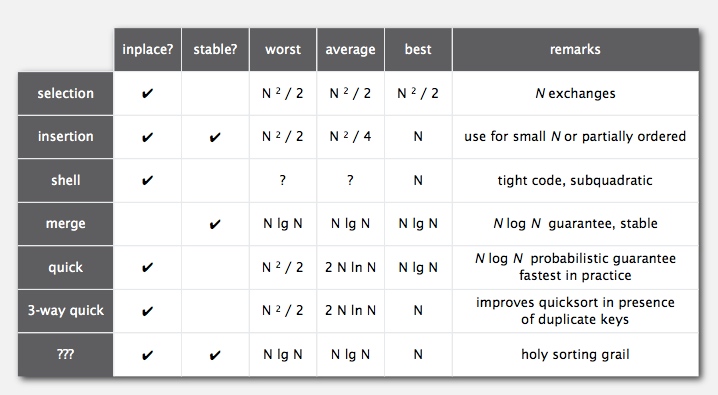 inplace? stable? worst average best remarks
selection ✔ N ² / 2 N ² / 2 N ² / 2 N exchanges
insertion ✔ ✔ N ² / 2 N ² / 4 N use for small N or partially ordered
shell ✔ ? ? N tight code, subquadratic
merge ✔ N lg N N lg N N lg N N log N guarantee, stable
quick ✔ N ² / 2 2 N ln N N lg N N log N probabilistic guarantee
fastest in practice
3-way quick ✔ N ² / 2 2 N ln N N improves quicksort in presence
of duplicate keys
??? ✔ ✔ N lg N N lg N N holy sorting grail